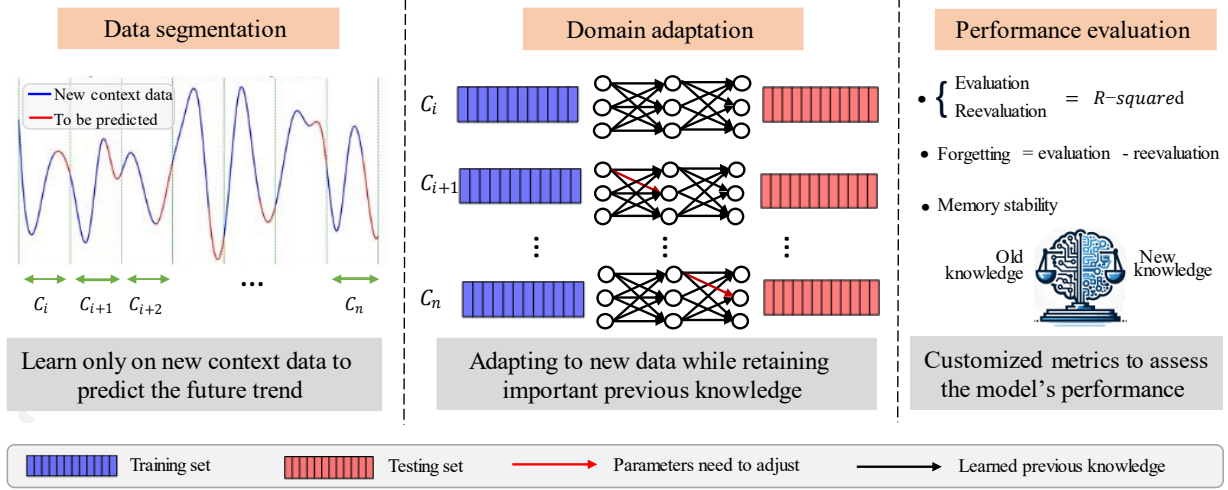 Data segmentation
New context data
To be predicted
C_i
C_{i+1}
C_{i+2}
...
C_n
Learn only on new context data to
predict the future trend
Domain adaptation
C_i
C_{i+1}
C_n
Adapting to new data while retaining
important previous knowledge
Performance evaluation
• { Evaluation
Reevaluation
= R-squared
• Forgetting = evaluation - reevaluation
• Memory stability
Old
knowledge
New
knowledge
Customized metrics to assess
the model's performance
Training set
Testing set
Parameters need to adjust
Learned previous knowledge